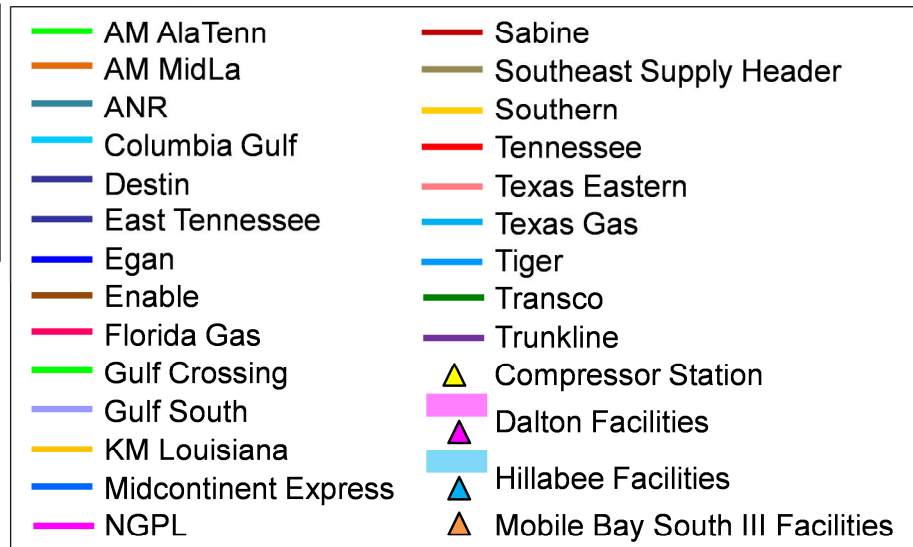 AM AlaTenn
AM MidLa
ANR
Columbia Gulf
Destin
East Tennessee
Egan
Enable
Florida Gas
Gulf Crossing
Gulf South
KM Louisiana
Midcontinent Express
NGPL
Sabine
Southeast Supply Header
Southern
Tennessee
Texas Eastern
Texas Gas
Tiger
Transco
Trunkline
Compressor Station
Dalton Facilities
Hillabee Facilities
Mobile Bay South III Facilities